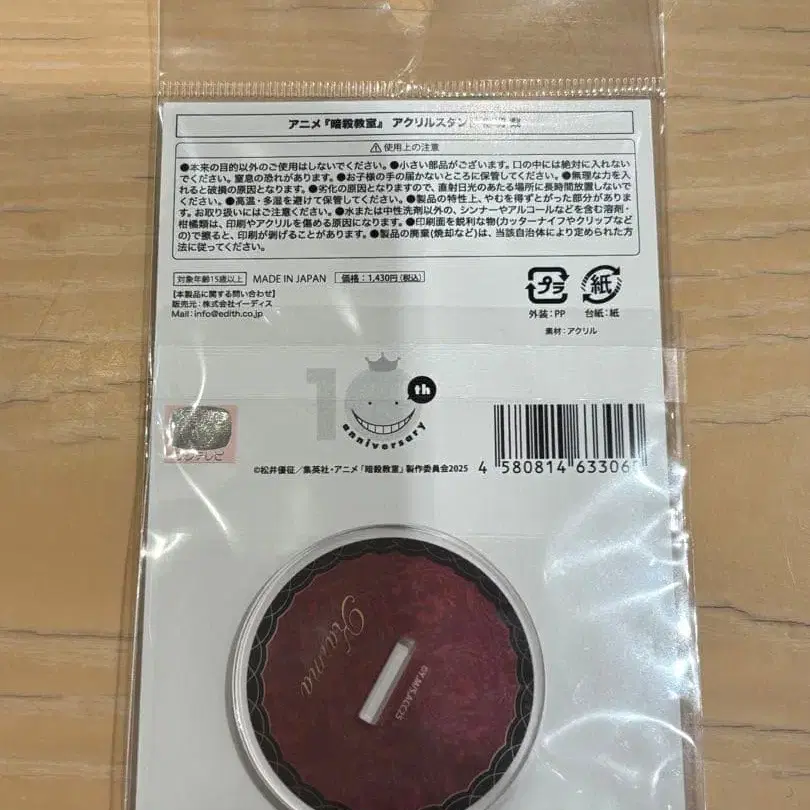 アニメ『暗殺教室』 アクリルスタン
⚠使用上の注意
●本来の目的以外のご使用はしないでください。●小さい部品がございます。口の中には絶対に入れない
でください。窒息の恐れがあります。●お子様の手の届かないところに保管してください。●無理な力を入
れると破損の原因となります。●劣化の原因となりますので、直射日光のあたる場所に長時間放置しないで
ください。●高温・多湿を避けて保管してください。●製品の特性上、やむを得ずとがった部分がありま
す。お取り扱いにはご注意ください。●水または中性洗剤以外の、シンナーやアルコールなどを含む溶剤・
柑橘類は、印刷やアクリルを傷める原因になります。●印刷面を鋭利な物(カッターナイフやクリップなど
の)で擦ると、印刷が剥げることがあります。●製品の廃棄(焼却など)は、当該自治体により定められた方
法に従ってください。
対象年齢15歳以上 MADE IN JAPAN 価格：1,430円(税込)
【本製品に関する問い合わせ】
販売元：株式会社イーディス
Mail：info@edith.co.jp
プラ 紙
外装：PP 台紙：紙
素材：アクリル
10th
anniversary
フジテレビ
©松井優征／集英社・アニメ「暗殺教室」製作委員会2025
4 580814 63306
Karma
©Y.M/S,ACC25